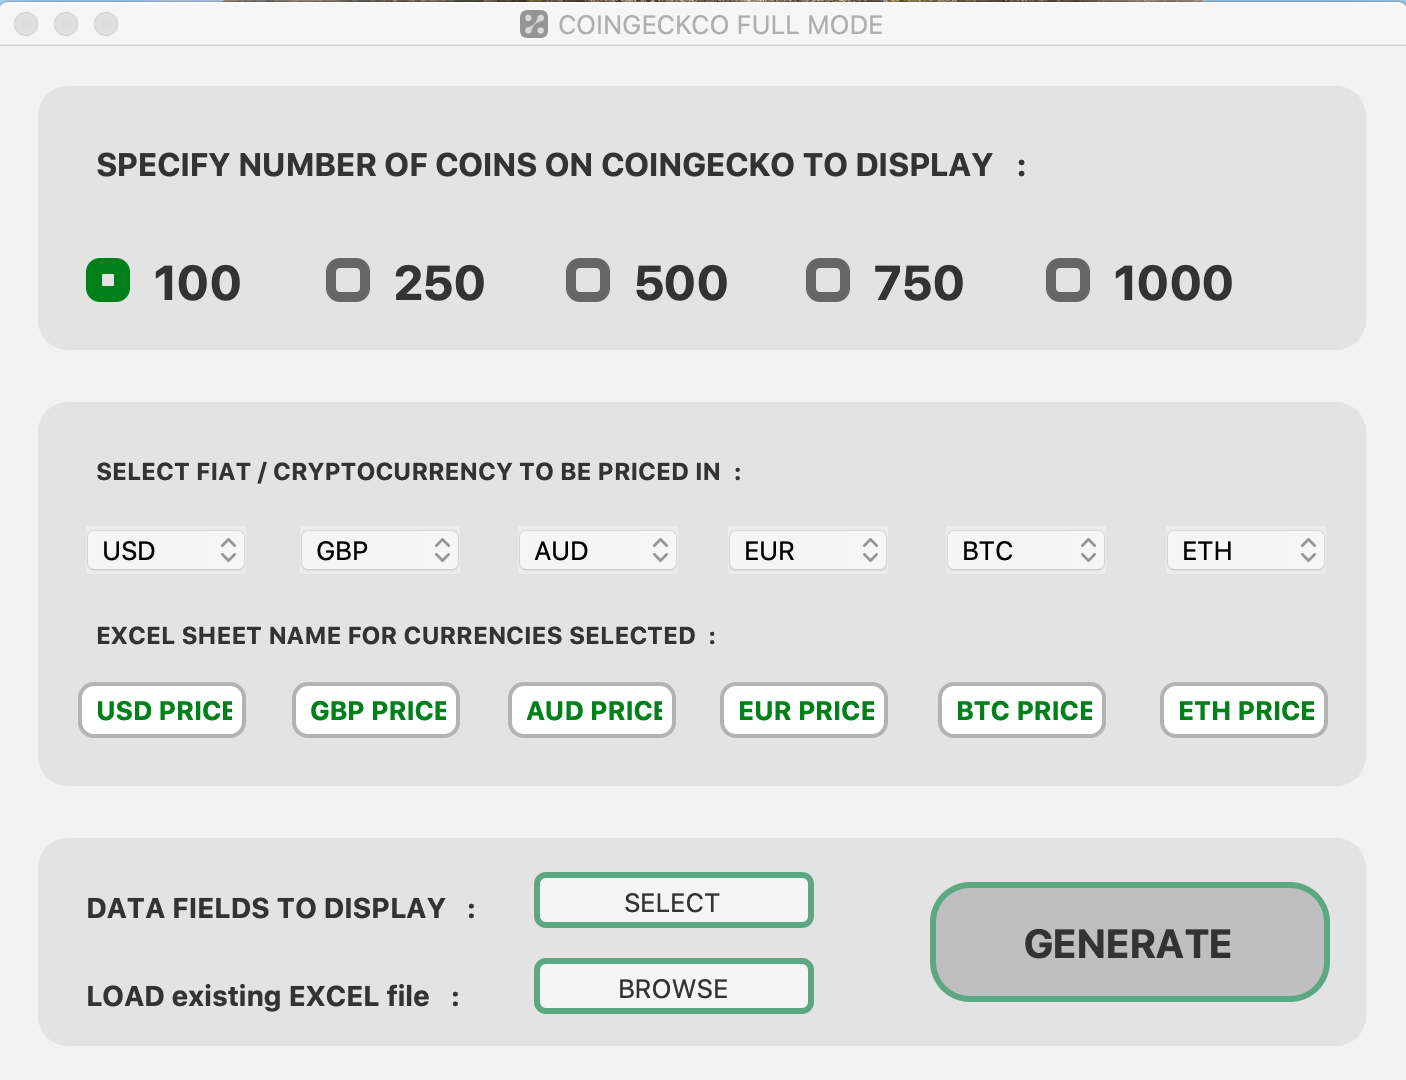 COINGECKCO FULL MODE
SPECIFY NUMBER OF COINS ON COINGECKO TO DISPLAY :
100 250 500 750 1000
SELECT FIAT / CRYPTOCURRENCY TO BE PRICED IN :
USD GBP AUD EUR BTC ETH
EXCEL SHEET NAME FOR CURRENCIES SELECTED :
USD PRICE GBP PRICE AUD PRICE EUR PRICE BTC PRICE ETH PRICE
DATA FIELDS TO DISPLAY : SELECT
GENERATE
LOAD existing EXCEL file : BROWSE